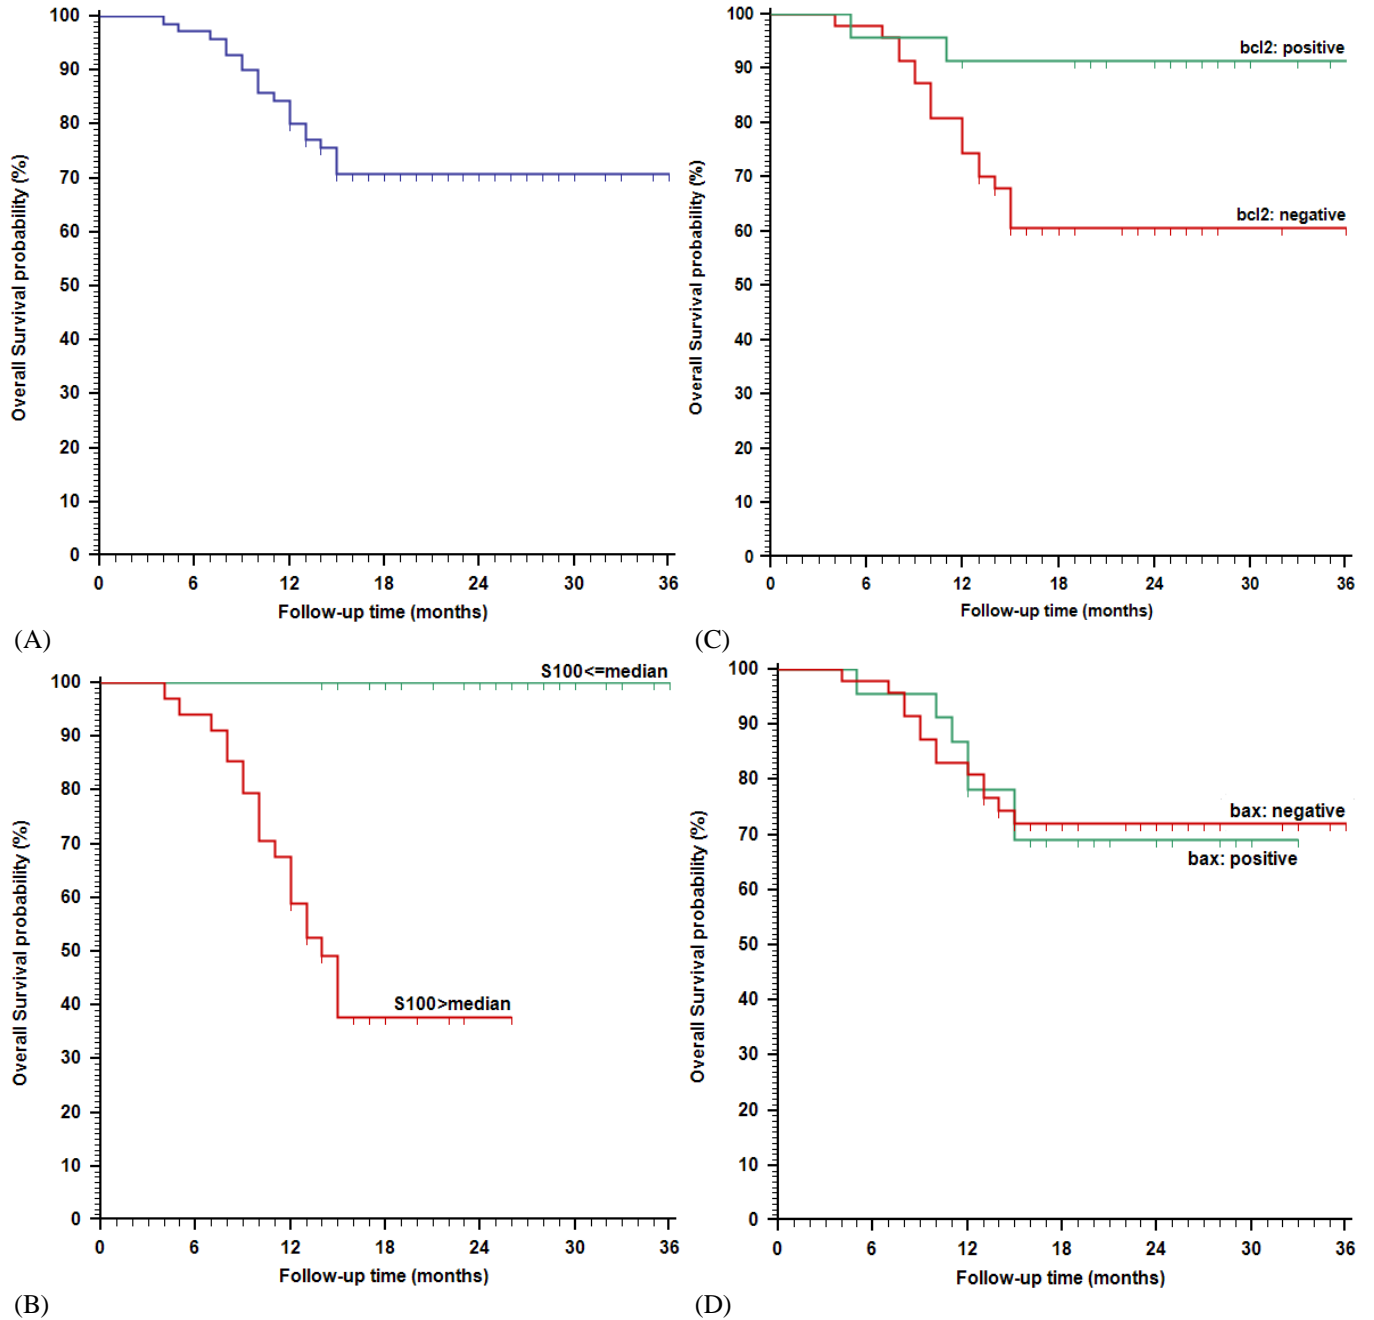 100
90
80
70
60
50
40
30
20
10
0
Overall Survival probability (%)
0 6 12 18 24 30 36
Follow-up time (months)
(A)
100
90
80
70
60
50
40
30
20
10
0
Overall Survival probability (%)
bcl2: positive
bcl2: negative
0 6 12 18 24 30 36
Follow-up time (months)
(C)
100
90
80
70
60
50
40
30
20
10
0
Overall Survival probability (%)
S100<=median
S100>median
0 6 12 18 24 30 36
Follow-up time (months)
(B)
100
90
80
70
60
50
40
30
20
10
0
Overall Survival probability (%)
bax: negative
bax: positive
0 6 12 18 24 30 36
Follow-up time (months)
(D)